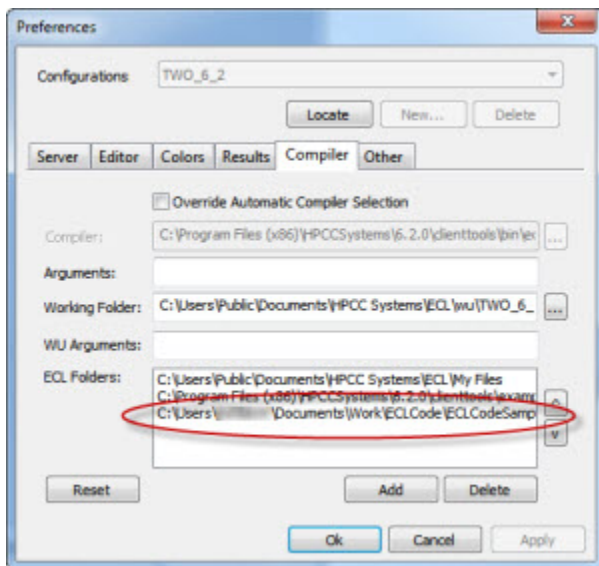 Preferences
Configurations TWO_6_2
Locate New... Delete
Server Editor Colors Results Compiler Other
Override Automatic Compiler Selection
Compiler: C:\Program Files (x86)\HPCCSystems\6.2.0\clienttools\bin\ec ...
Arguments:
Working Folder: C:\Users\Public\Documents\HPCC Systems\ECL\wu\TWO_6_ ...
WU Arguments:
ECL Folders: C:\Users\Public\Documents\HPCC Systems\ECL\My Files
C:\Program Files (x86)\HPCCSystems\6.2.0\clienttools\examp
C:\Users\ \Documents\Work\ECLCode\ECLCodeSamp
Reset Add Delete
Ok Cancel Apply